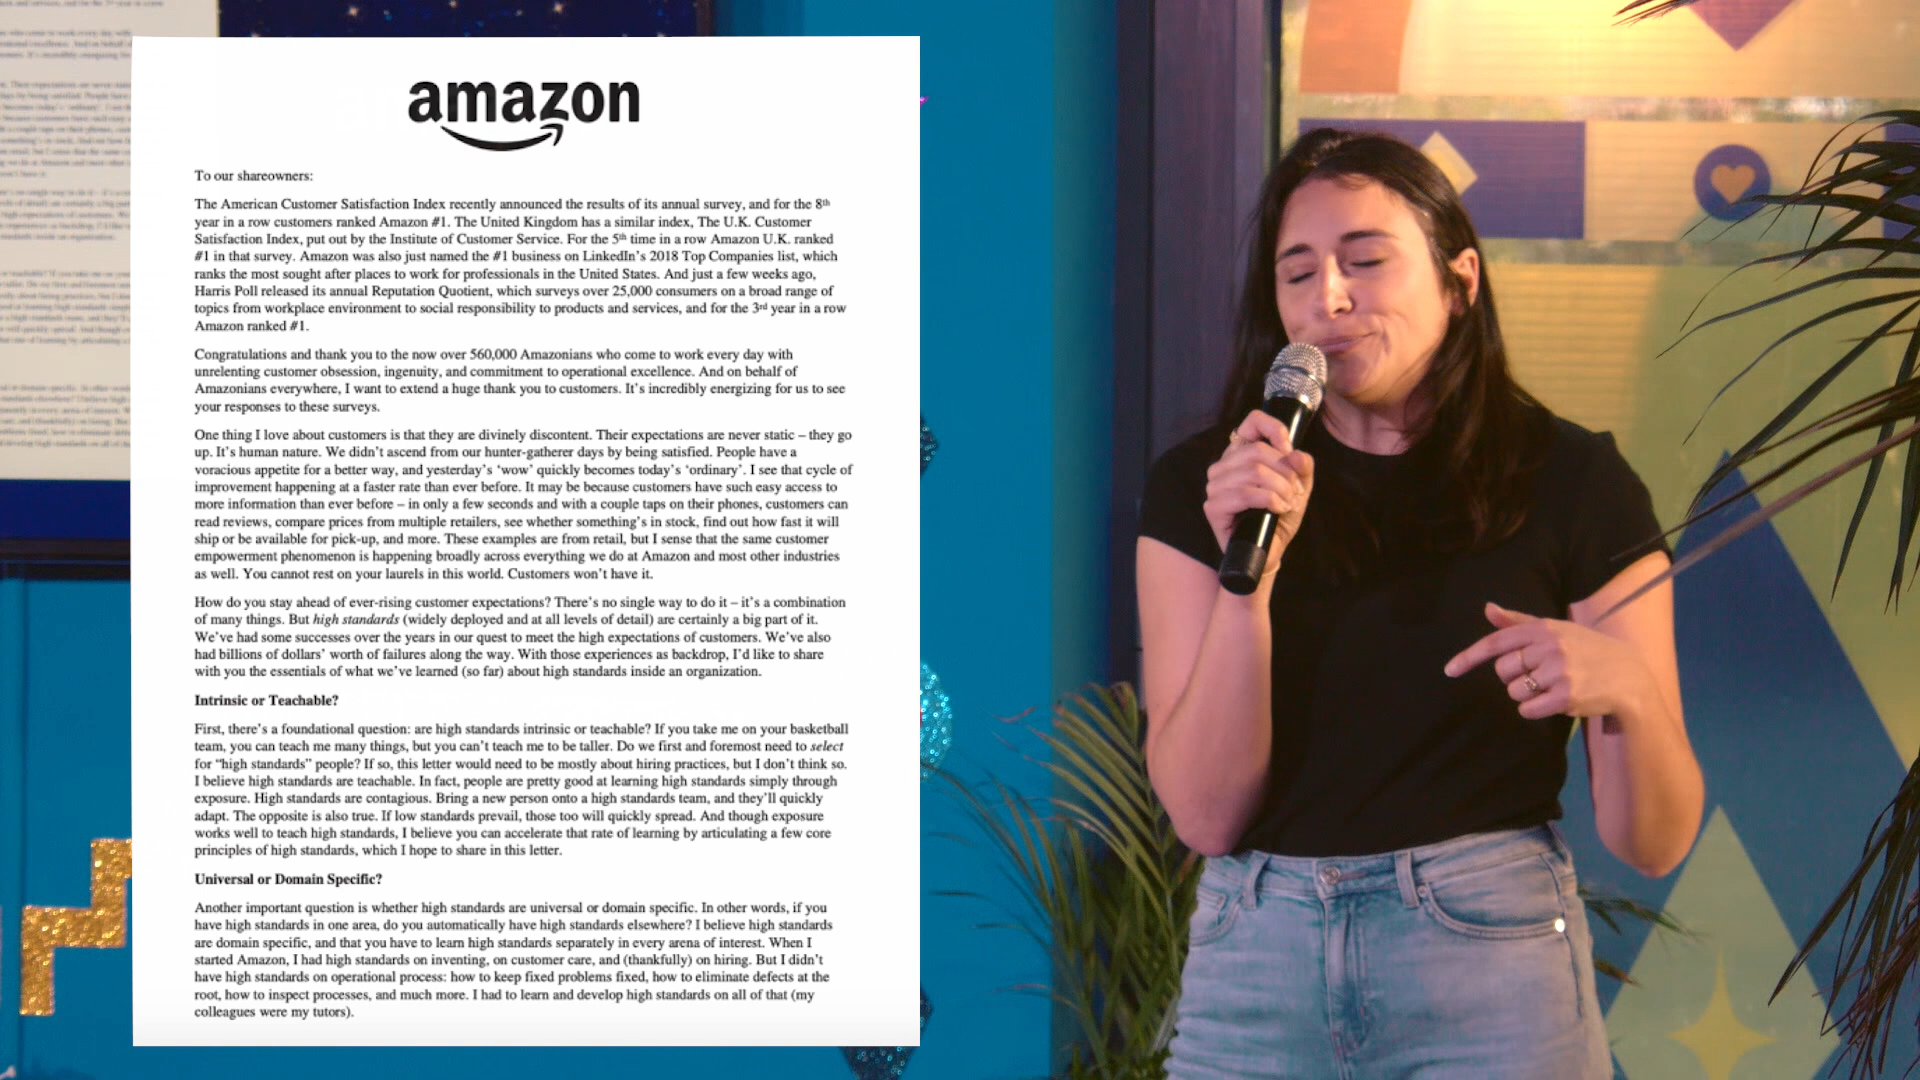 amazon
To our shareowners:
The American Customer Satisfaction Index recently announced the results of its annual survey, and for the 8th
year in a row customers ranked Amazon #1. The United Kingdom has a similar index, The U.K. Customer
Satisfaction Index, put out by the Institute of Customer Service. For the 5th time in a row Amazon U.K. ranked
#1 in that survey. Amazon was also just named the #1 business on LinkedIn's 2018 Top Companies list, which
ranks the most sought after places to work for professionals in the United States. And just a few weeks ago,
Harris Poll released its annual Reputation Quotient, which surveys over 25,000 consumers on a broad range of
topics from workplace environment to social responsibility to products and services, and for the 3rd year in a row
Amazon ranked #1.
Congratulations and thank you to the now over 560,000 Amazonians who come to work every day with
unrelenting customer obsession, ingenuity, and commitment to operational excellence. And on behalf of
Amazonians everywhere, I want to extend a huge thank you to customers. It's incredibly energizing for us to see
your responses to these surveys.
One thing I love about customers is that they are divinely discontent. Their expectations are never static – they go
up. It's human nature. We didn't ascend from our hunter-gatherer days by being satisfied. People have a
voracious appetite for a better way, and yesterday's 'wow' quickly becomes today's 'ordinary'. I see that cycle of
improvement happening at a faster rate than ever before. It may be because customers have such easy access to
more information than ever before – in only a few seconds and with a couple taps on their phones, customers can
read reviews, compare prices from multiple retailers, see whether something's in stock, find out how fast it will
ship or be available for pick-up, and more. These examples are from retail, but I sense that the same customer
empowerment phenomenon is happening broadly across everything we do at Amazon and most other industries
as well. You cannot rest on your laurels in this world. Customers won't have it.
How do you stay ahead of ever-rising customer expectations? There's no single way to do it – it's a combination
of many things. But high standards (widely deployed and at all levels of detail) are certainly a big part of it.
We've had some successes over the years in our quest to meet the high expectations of customers. We've also
had billions of dollars' worth of failures along the way. With those experiences as backdrop, I'd like to share
with you the essentials of what we've learned (so far) about high standards inside an organization.
Intrinsic or Teachable?
First, there's a foundational question: are high standards intrinsic or teachable? If you take me on your basketball
team, you can teach me many things, but you can't teach me to be taller. Do we first and foremost need to select
for “high standards” people? If so, this letter would need to be mostly about hiring practices, but I don't think so.
I believe high standards are teachable. In fact, people are pretty good at learning high standards simply through
exposure. High standards are contagious. Bring a new person onto a high standards team, and they'll quickly
adapt. The opposite is also true. If low standards prevail, those too will quickly spread. And though exposure
works well to teach high standards, I believe you can accelerate that rate of learning by articulating a few core
principles of high standards, which I hope to share in this letter.
Universal or Domain Specific?
Another important question is whether high standards are universal or domain specific. In other words, if you
have high standards in one area, do you automatically have high standards elsewhere? I believe high standards
are domain specific, and that you have to learn high standards separately in every arena of interest. When I
started Amazon, I had high standards on inventing, on customer care, and (thankfully) on hiring. But I didn't
have high standards on operational process: how to keep fixed problems fixed, how to eliminate defects at the
root, how to inspect processes, and much more. I had to learn and develop high standards on all of that (my
colleagues were my tutors).